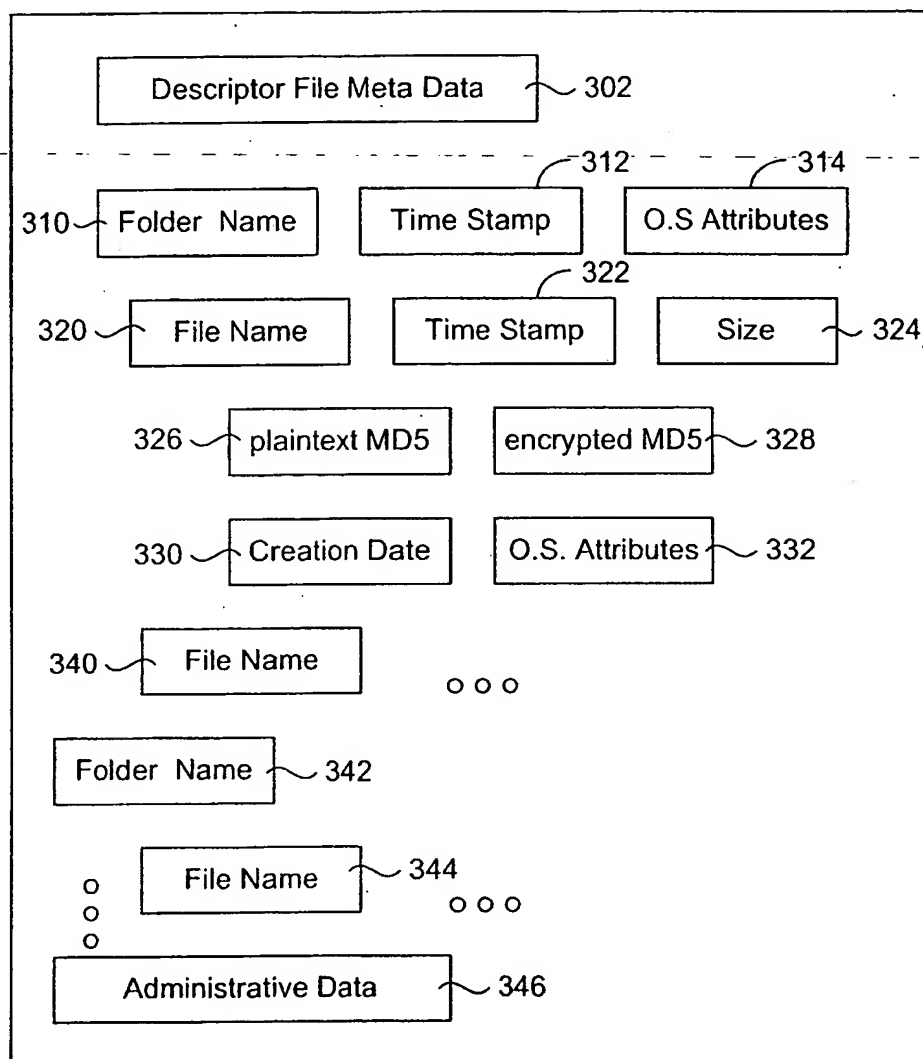 Descriptor File Meta Data 302
312 314
310 Folder Name Time Stamp O.S Attributes
322
320 File Name Time Stamp Size 324
326 plaintext MD5 encrypted MD5 328
330 Creation Date O.S. Attributes 332
340 File Name
Folder Name 342
File Name 344
Administrative Data 346